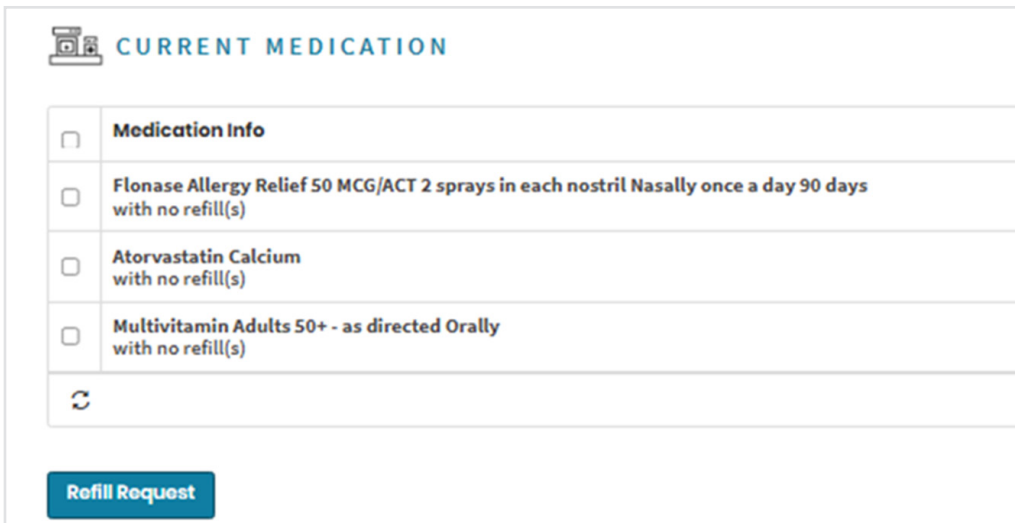 CURRENT MEDICATION
Medication Info
Flonase Allergy Relief 50 MCG/ACT 2 sprays in each nostril Nasally once a day 90 days
with no refill(s)
Atorvastatin Calcium
with no refill(s)
Multivitamin Adults 50+ - as directed Orally
with no refill(s)
Refill Request